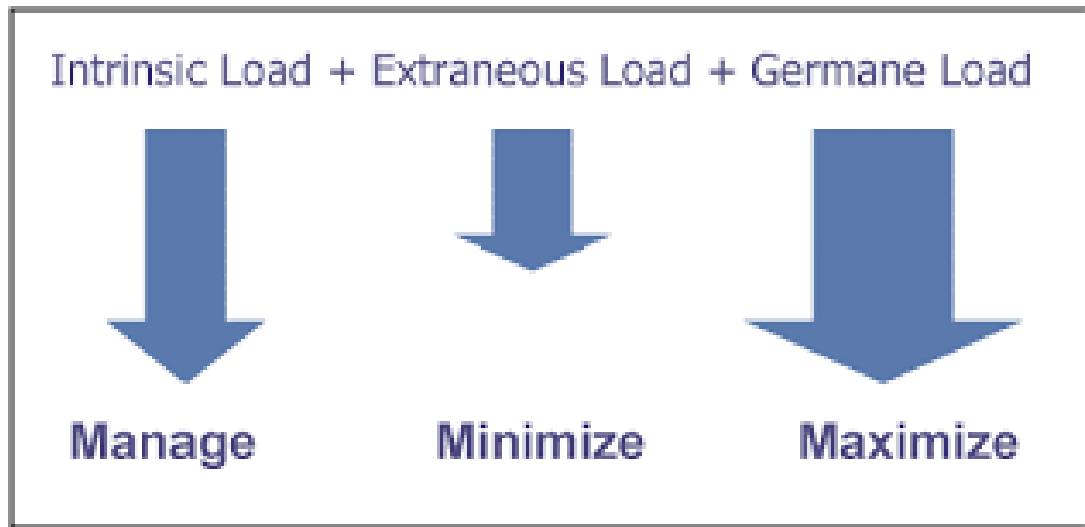 Intrinsic Load + Extraneous Load + Germane Load
Manage Minimize Maximize